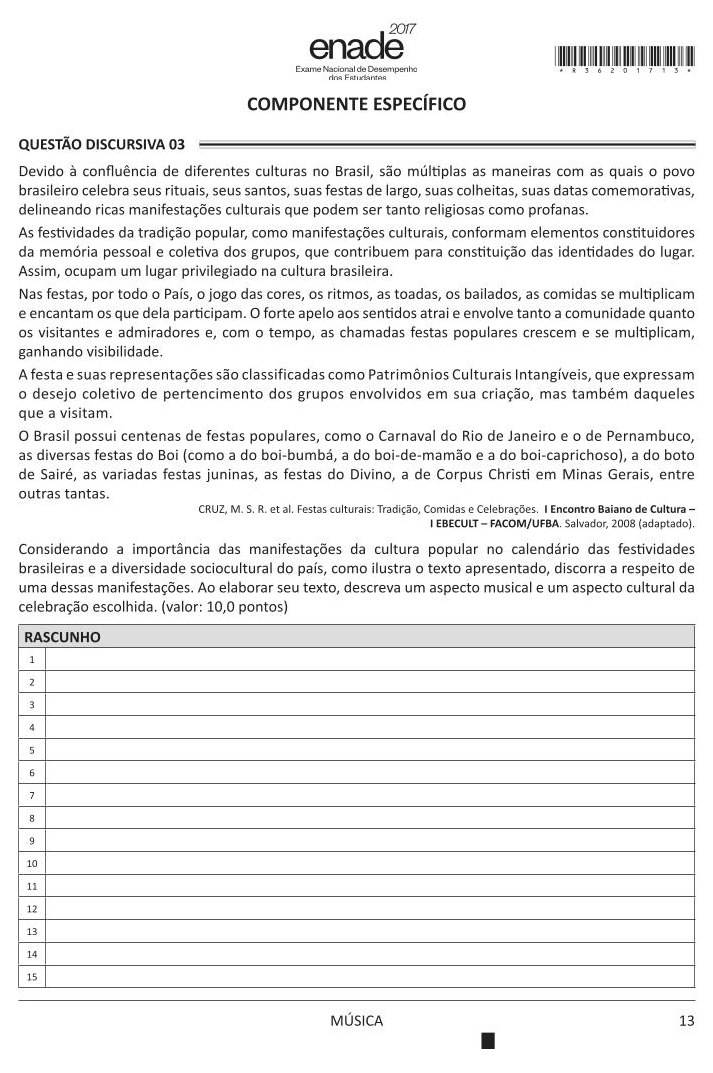 2017
enade
Exame Nacional de Desempenho
dos Estudantes
* R 3 6 2 0 1 7 1 3 *
COMPONENTE ESPECÍFICO
QUESTÃO DISCURSIVA 03
Devido à confluência de diferentes culturas no Brasil, são múltiplas as maneiras com as quais o povo
brasileiro celebra seus rituais, seus santos, suas festas de largo, suas colheitas, suas datas comemorativas,
delineando ricas manifestações culturais que podem ser tanto religiosas como profanas.
As festividades da tradição popular, como manifestações culturais, conformam elementos constituidores
da memória pessoal e coletiva dos grupos, que contribuem para constituição das identidades do lugar.
Assim, ocupam um lugar privilegiado na cultura brasileira.
Nas festas, por todo o País, o jogo das cores, os ritmos, as toadas, os bailados, as comidas se multiplicam
e encantam os que dela participam. O forte apelo aos sentidos atrai e envolve tanto a comunidade quanto
os visitantes e admiradores e, com o tempo, as chamadas festas populares crescem e se multiplicam,
ganhando visibilidade.
A festa e suas representações são classificadas como Patrimônios Culturais Intangíveis, que expressam
o desejo coletivo de pertencimento dos grupos envolvidos em sua criação, mas também daqueles
que a visitam.
O Brasil possui centenas de festas populares, como o Carnaval do Rio de Janeiro e o de Pernambuco,
as diversas festas do Boi (como a do boi-bumbá, a do boi-de-mamão e a do boi-caprichoso), a do boto
de Sairé, as variadas festas juninas, as festas do Divino, a de Corpus Christi em Minas Gerais, entre
outras tantas.
CRUZ, M. S. R. et al. Festas culturais: Tradição, Comidas e Celebrações. I Encontro Baiano de Cultura –
I EBECULT – FACOM/UFBA. Salvador, 2008 (adaptado).
Considerando a importância das manifestações da cultura popular no calendário das festividades
brasileiras e a diversidade sociocultural do país, como ilustra o texto apresentado, discorra a respeito de
uma dessas manifestações. Ao elaborar seu texto, descreva um aspecto musical e um aspecto cultural da
celebração escolhida. (valor: 10,0 pontos)
RASCUNHO
1
2
3
4
5
6
7
8
9
10
11
12
13
14
15
MÚSICA
13